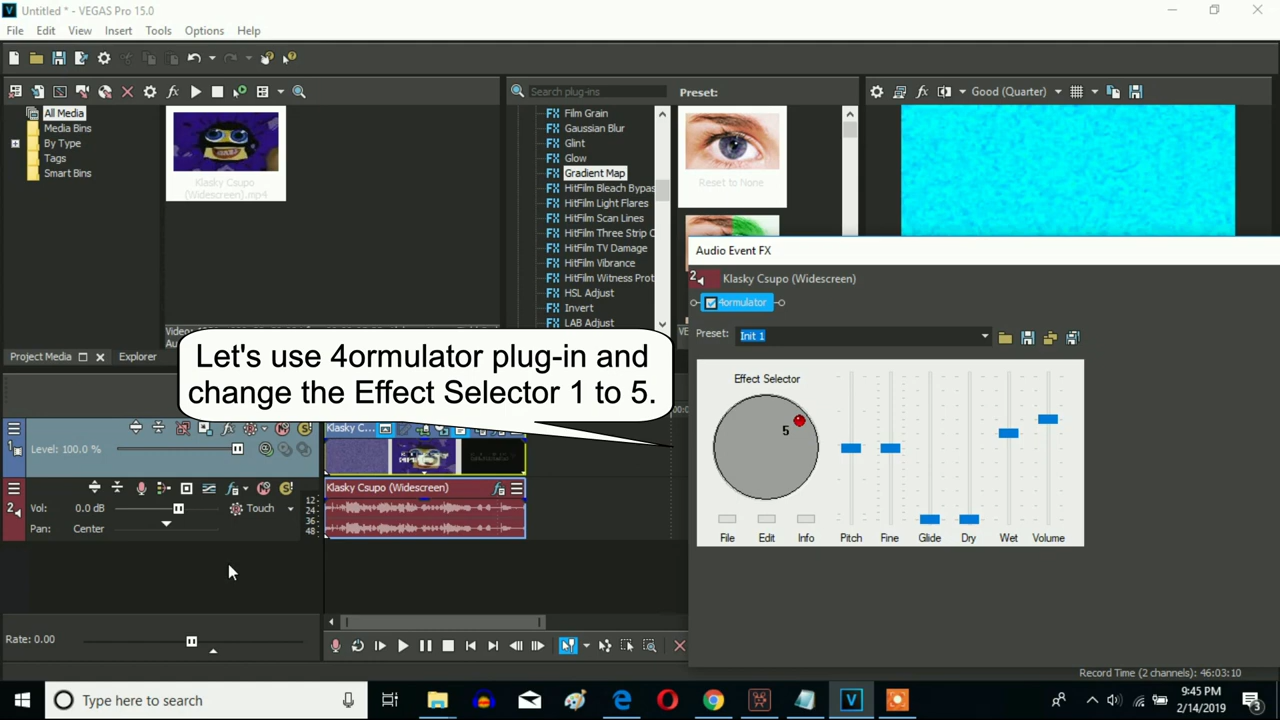 Untitled * - VEGAS Pro 15.0
File Edit View Insert Tools Options Help
Search plug-ins
Preset:
Good (Quarter)
All Media
Media Bins
By Type
Tags
Smart Bins
Klasky Csupo
(Widescreen).mp4
Film Grain
Gaussian Blur
Glint
Glow
Gradient Map
HitFilm Bleach Bypas
HitFilm Light Flares
HitFilm Scan Lines
HitFilm Three Strip C
HitFilm TV Damage
HitFilm Vibrance
HitFilm Witness Prot
HSL Adjust
Invert
LAB Adjust
Reset to None
Audio Event FX
2
Klasky Csupo (Widescreen)
4ormulator
Preset: Init 1
Effect Selector
5
File Edit Info Pitch Fine Glide Dry Wet Volume
Project Media Explorer
Let's use 4ormulator plug-in and
change the Effect Selector 1 to 5.
1
Level: 100.0 %
Klasky C...
2
Vol: 0.0 dB Touch
Pan: Center
12
24
36
48
Klasky Csupo (Widescreen)
Rate: 0.00
Record Time (2 channels): 46:03:10
Type here to search
9:45 PM
2/14/2019
3